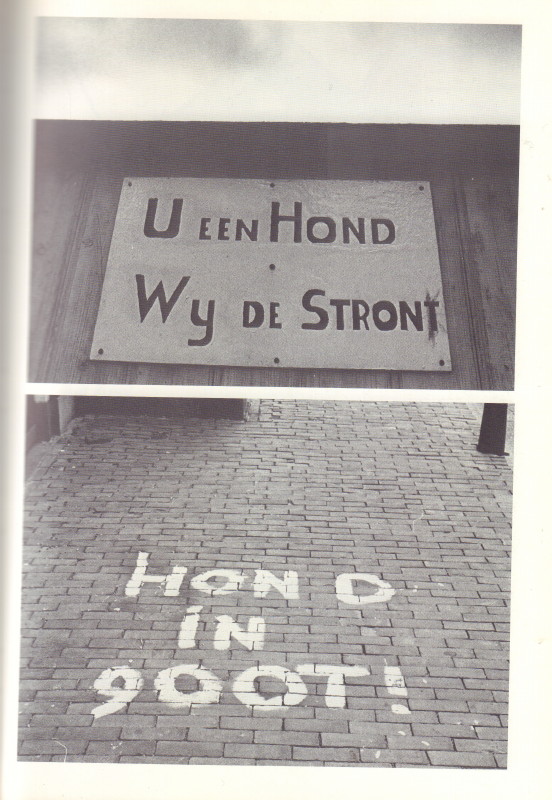 U EEN HOND
Wy DE STRONT
HOND
iN
gOOT!